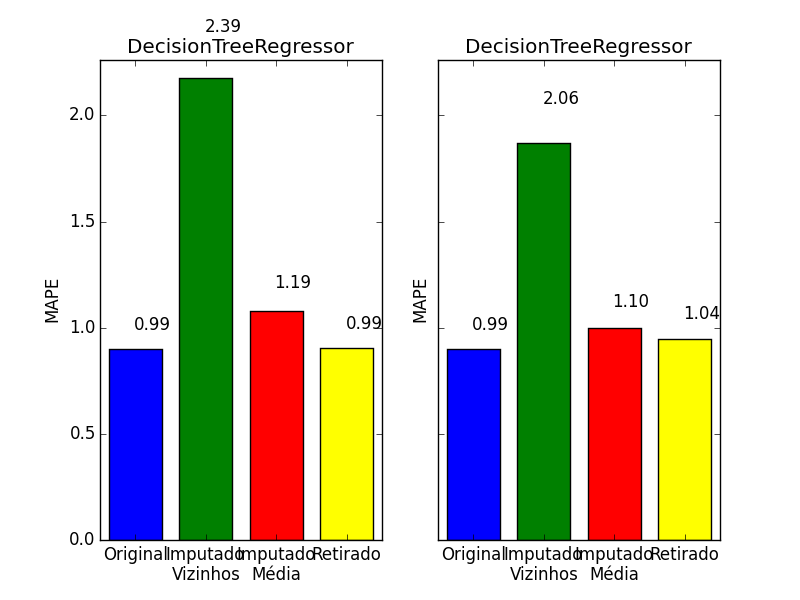 2.39
DecisionTreeRegressor
MAPE
2.0
1.5
1.0
0.5
0.0
0.99
1.19
0.99
Original
Imputado
Vizinhos
Imputado
Média
Retirado
DecisionTreeRegressor
MAPE
2.06
0.99
1.10
1.04
Original
Imputado
Vizinhos
Imputado
Média
Retirado